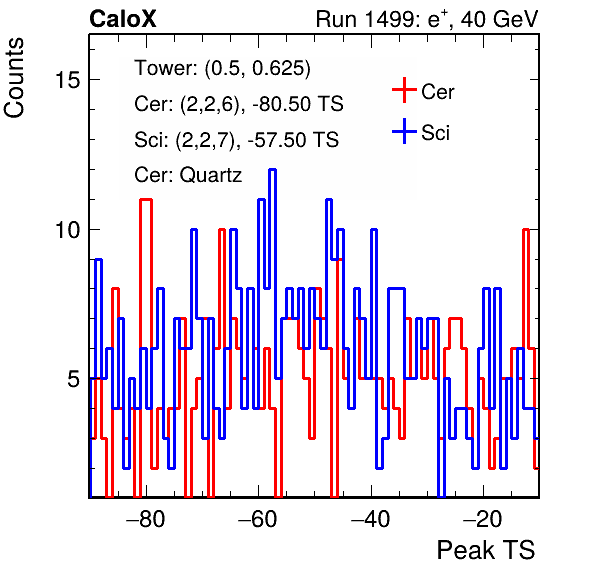 CaloX Run 1499: e⁺, 40 GeV
Counts
Tower: (0.5, 0.625)
Cer: (2,2,6), -80.50 TS
Sci: (2,2,7), -57.50 TS
Cer: Quartz
Cer
Sci
15
10
5
−80 −60 −40 −20
Peak TS